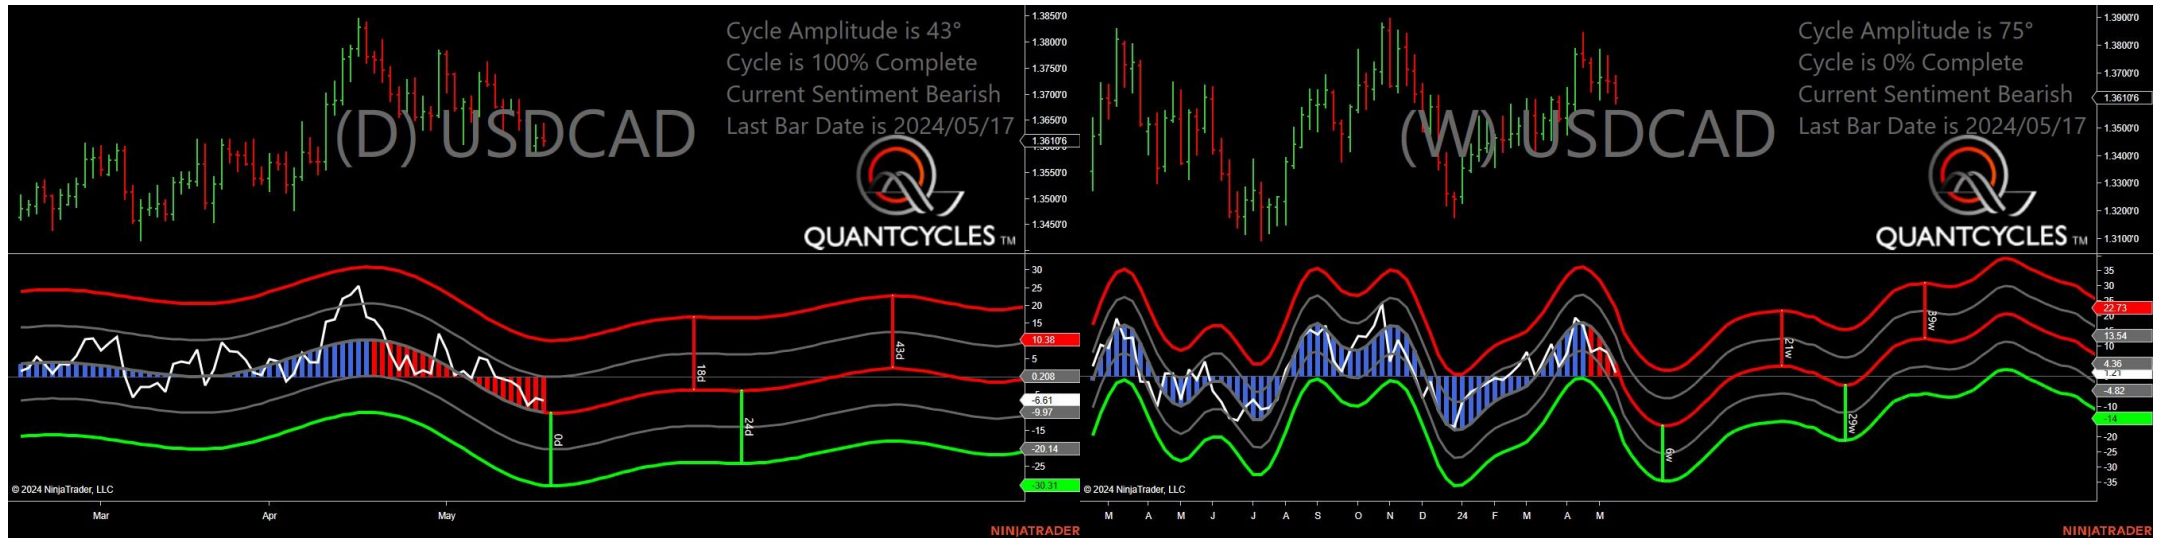 Cycle Amplitude is 43°
Cycle is 100% Complete
Current Sentiment Bearish
Last Bar Date is 2024/05/17
(D) USDCAD
QUANTCYCLES TM
1.3850'0
1.3800'0
1.3750'0
1.3700'0
1.3650'0
1.3610'6
1.3550'0
1.3500'0
1.3450'0
30
25
20
15
10.38
5
0.208
-6.61
-9.97
-15
-20.14
-25
-30.31
0d
18d
24d
43d
© 2024 NinjaTrader, LLC
Mar
Apr
May
NINJATRADER
Cycle Amplitude is 75°
Cycle is 0% Complete
Current Sentiment Bearish
Last Bar Date is 2024/05/17
(W) USDCAD
QUANTCYCLES TM
1.3900'0
1.3800'0
1.3700'0
1.3610'6
1.3500'0
1.3400'0
1.3300'0
1.3200'0
1.3100'0
35
30
25
22.73
20
15
13.54
10
4.36
-4.82
-10
-14
-20
-25
-30
-35
6w
21w
29w
39w
© 2024 NinjaTrader, LLC
M
A
M
J
J
A
S
O
N
D
24
F
M
A
M
NINJATRADER